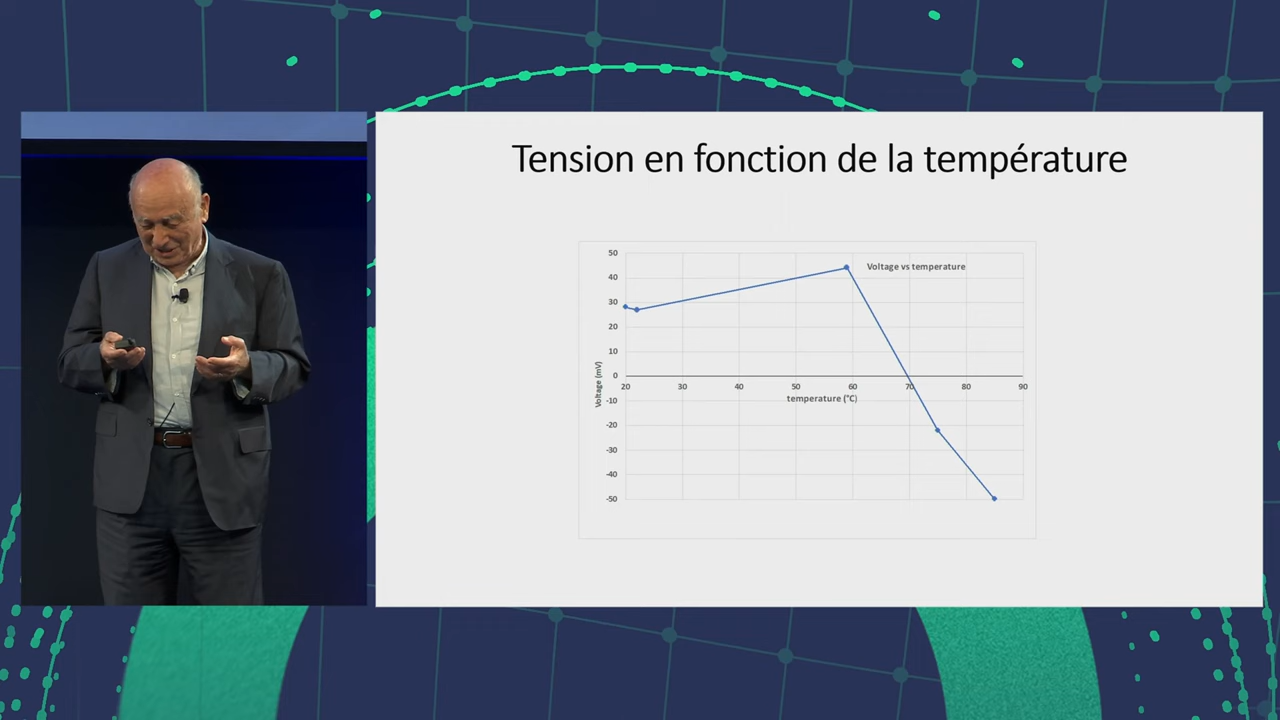 Tension en fonction de la température
Voltage vs temperature
50
40
30
20
10
0
-10
-20
-30
-40
-50
Voltage (mV)
20 30 40 50 60 70 80 90
temperature (°C)